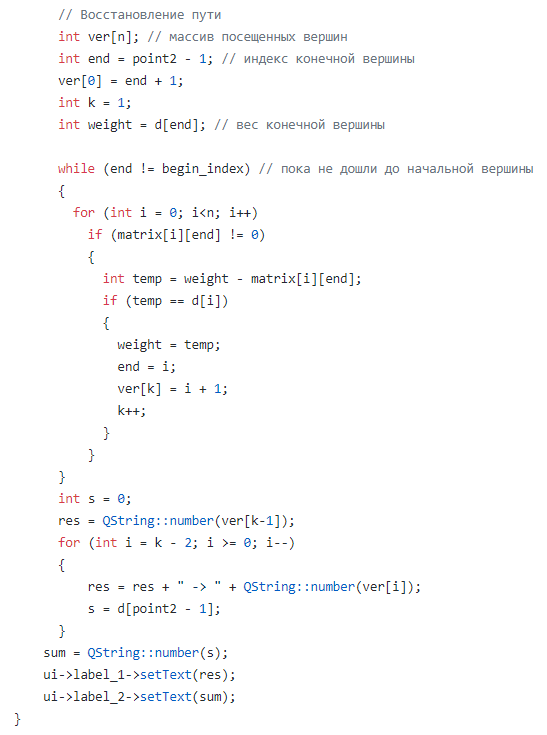 // Восстановление пути
int ver[n]; // массив посещенных вершин
int end = point2 - 1; // индекс конечной вершины
ver[0] = end + 1;
int k = 1;
int weight = d[end]; // вес конечной вершины
while (end != begin_index) // пока не дошли до начальной вершины
{
for (int i = 0; i<n; i++)
if (matrix[i][end] != 0)
{
int temp = weight - matrix[i][end];
if (temp == d[i])
{
weight = temp;
end = i;
ver[k] = i + 1;
k++;
}
}
}
int s = 0;
res = QString::number(ver[k-1]);
for (int i = k - 2; i >= 0; i--)
{
res = res + " -> " + QString::number(ver[i]);
s = d[point2 - 1];
}
sum = QString::number(s);
ui->label_1->setText(res);
ui->label_2->setText(sum);
}